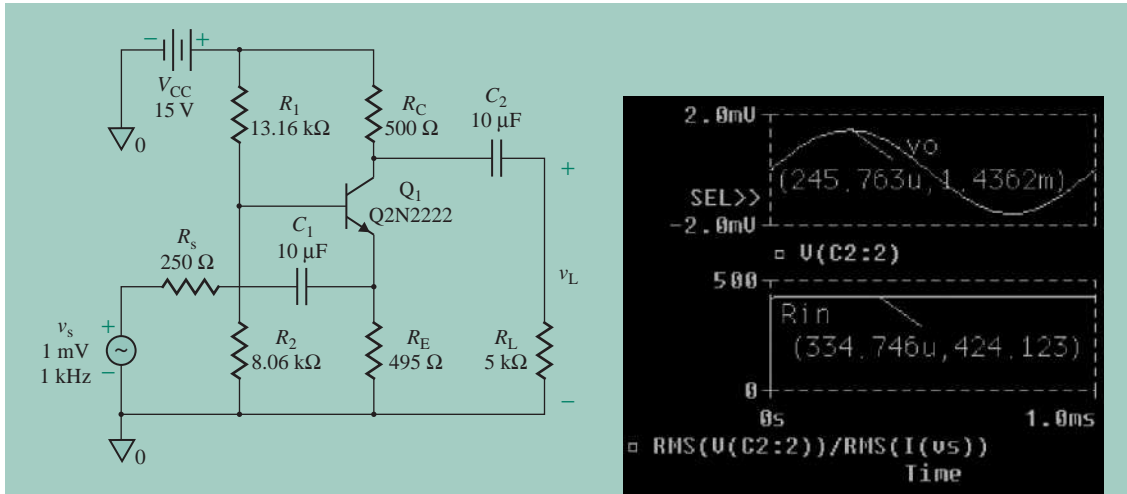 − +
V_CC
15 V
0
R_1
13.16 kΩ
R_C
500 Ω
C_2
10 μF
+
Q_1
Q2N2222
C_1
10 μF
R_s
250 Ω
v_L
v_s
+
1 mV
1 kHz
−
~
R_2
8.06 kΩ
R_E
495 Ω
R_L
5 kΩ
−
0
2.0mV
vo
(245.763u,1.4362m)
SEL>>
-2.0mV
V(C2:2)
500
Rin
(334.746u,424.123)
0
0s 1.0ms
RMS(V(C2:2))/RMS(I(vs))
Time